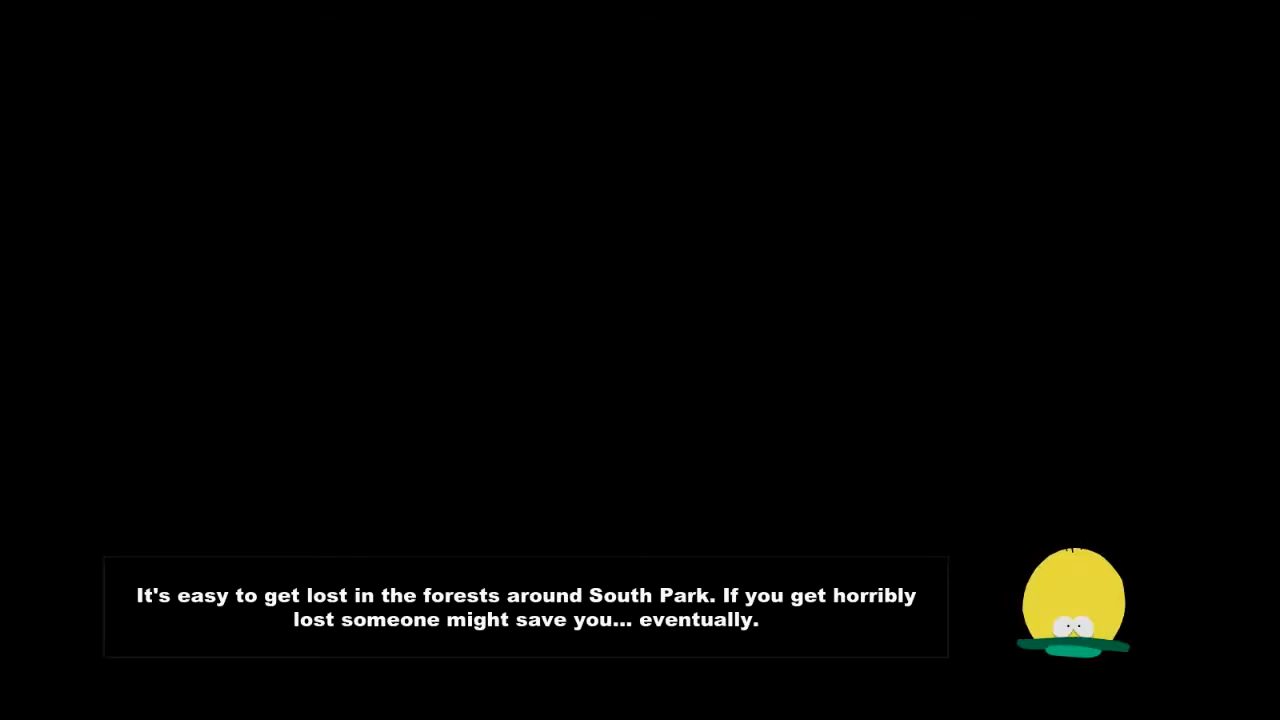 It's easy to get lost in the forests around South Park. If you get horribly
lost someone might save you... eventually.